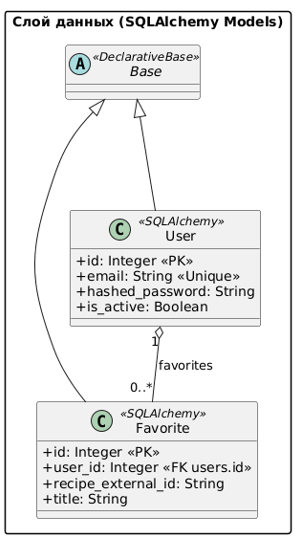 Слой данных (SQLAlchemy Models)
A
«DeclarativeBase»
Base
C
«SQLAlchemy»
User
+id: Integer «PK»
+email: String «Unique»
+hashed_password: String
+is_active: Boolean
1
favorites
0..*
C
«SQLAlchemy»
Favorite
+id: Integer «PK»
+user_id: Integer «FK users.id»
+recipe_external_id: String
+title: String